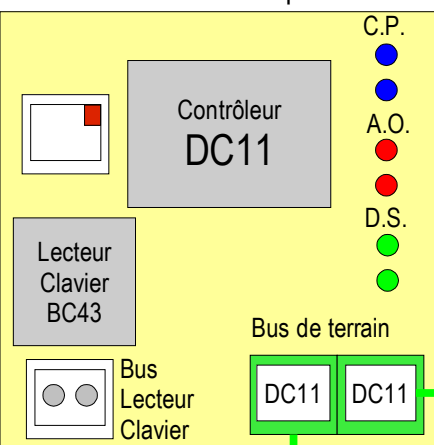 C.P.
Contrôleur
DC11
A.O.
D.S.
Lecteur
Clavier
BC43
Bus de terrain
Bus
Lecteur
Clavier
DC11 DC11